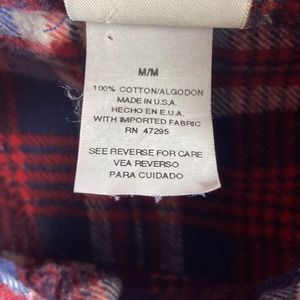 M/M
100% COTTON/ALGODON
MADE IN U.S.A.
HECHO EN E.U.A.
WITH IMPORTED FABRIC
RN 47295
SEE REVERSE FOR CARE
VEA REVERSO
PARA CUIDADO